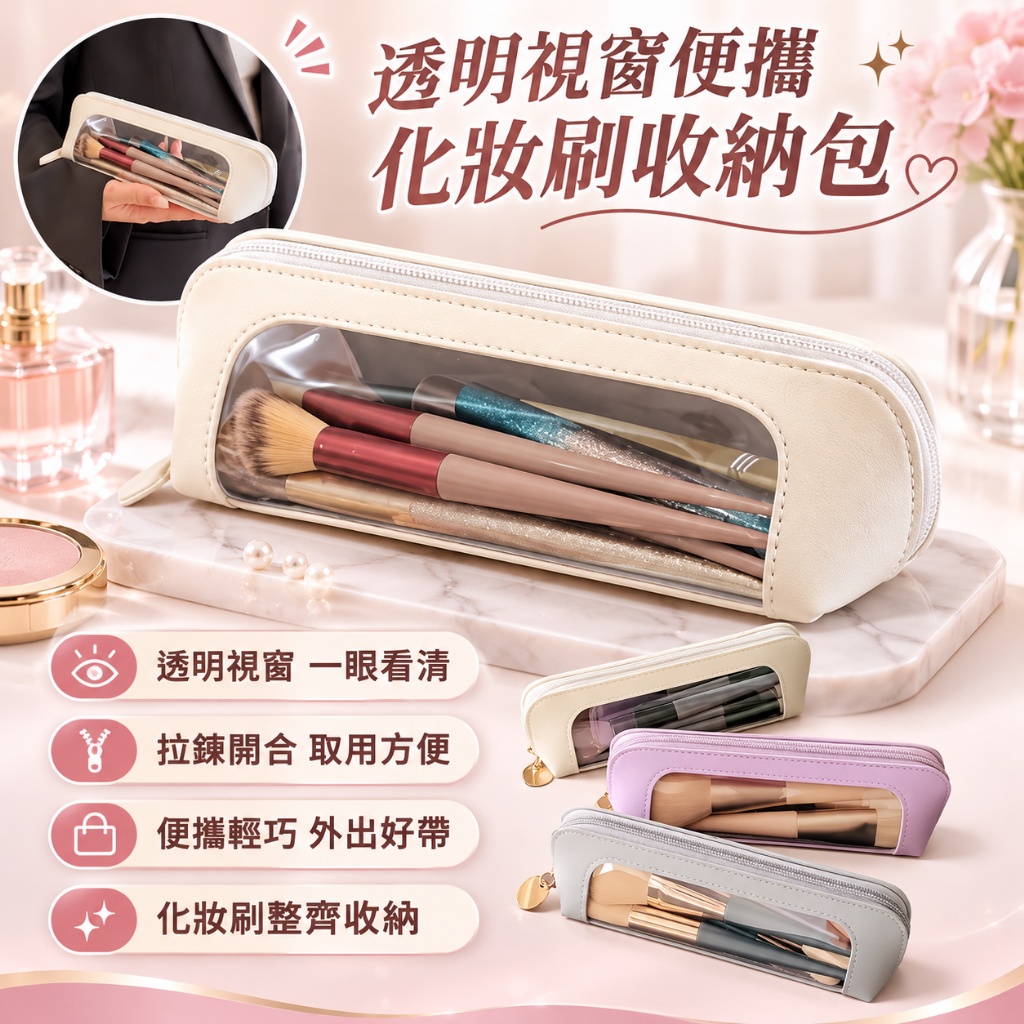 透明視窗便攜
化妝刷收納包
透明視窗 一眼看清
拉鍊開合 取用方便
便攜輕巧 外出好帶
化妝刷整齊收納